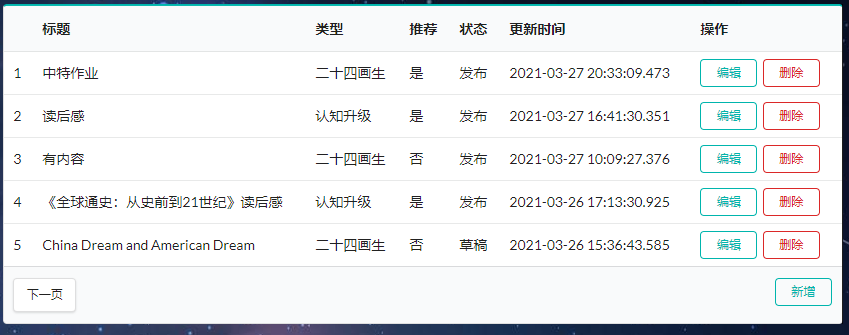 标题 类型 推荐 状态 更新时间 操作
1 中特作业 二十四画生 是 发布 2021-03-27 20:33:09.473 编辑 删除
2 读后感 认知升级 是 发布 2021-03-27 16:41:30.351 编辑 删除
3 有内容 二十四画生 否 发布 2021-03-27 10:09:27.376 编辑 删除
4 《全球通史：从史前到21世纪》读后感 认知升级 是 发布 2021-03-26 17:13:30.925 编辑 删除
5 China Dream and American Dream 二十四画生 否 草稿 2021-03-26 15:36:43.585 编辑 删除
下一页 新增